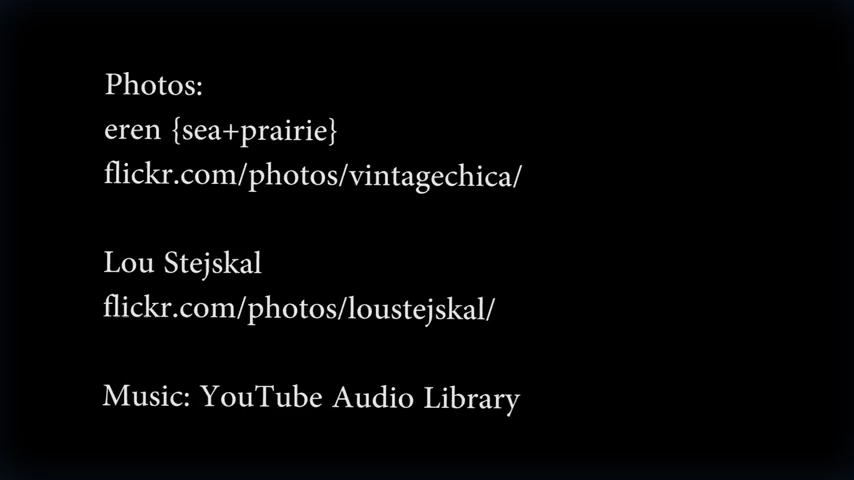 Photos:
eren {sea+prairie}
flickr.com/photos/vintagechica/
Lou Stejskal
flickr.com/photos/loustejskal/
Music: YouTube Audio Library